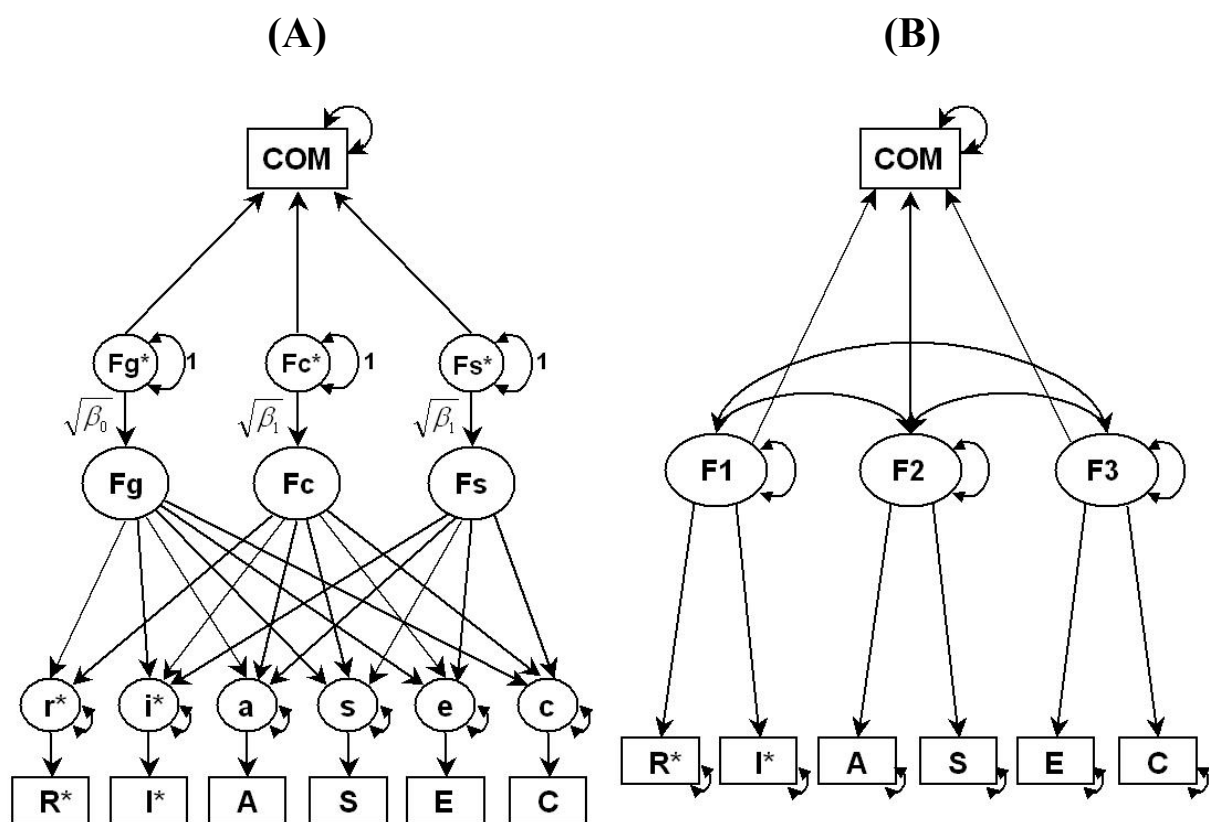 (A) (B)
COM COM
Fg* 1 Fc* 1 Fs* 1
√β₀ √β₁ √β₁
Fg Fc Fs F1 F2 F3
r* i* a s e c
R* I* A S E C R* I* A S E C